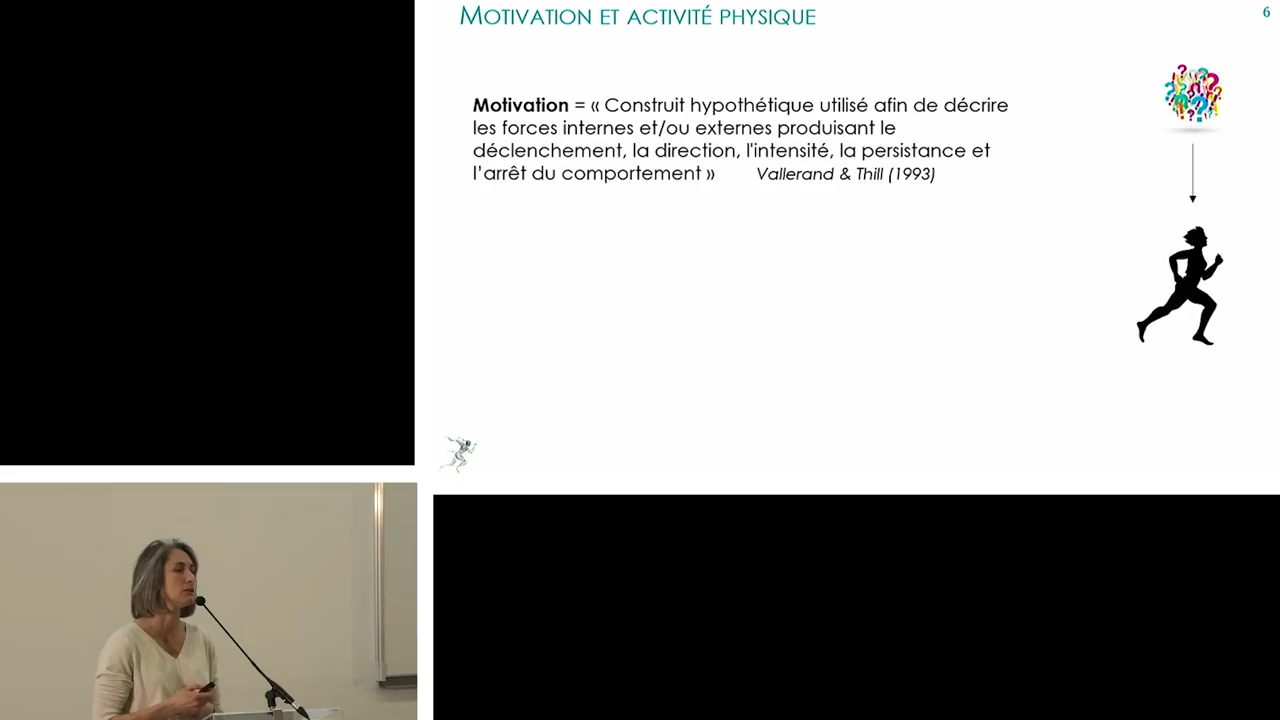 MOTIVATION ET ACTIVITÉ PHYSIQUE
6
Motivation = « Construit hypothétique utilisé afin de décrire
les forces internes et/ou externes produisant le
déclenchement, la direction, l'intensité, la persistance et
l'arrêt du comportement » Vallerand & Thill (1993)